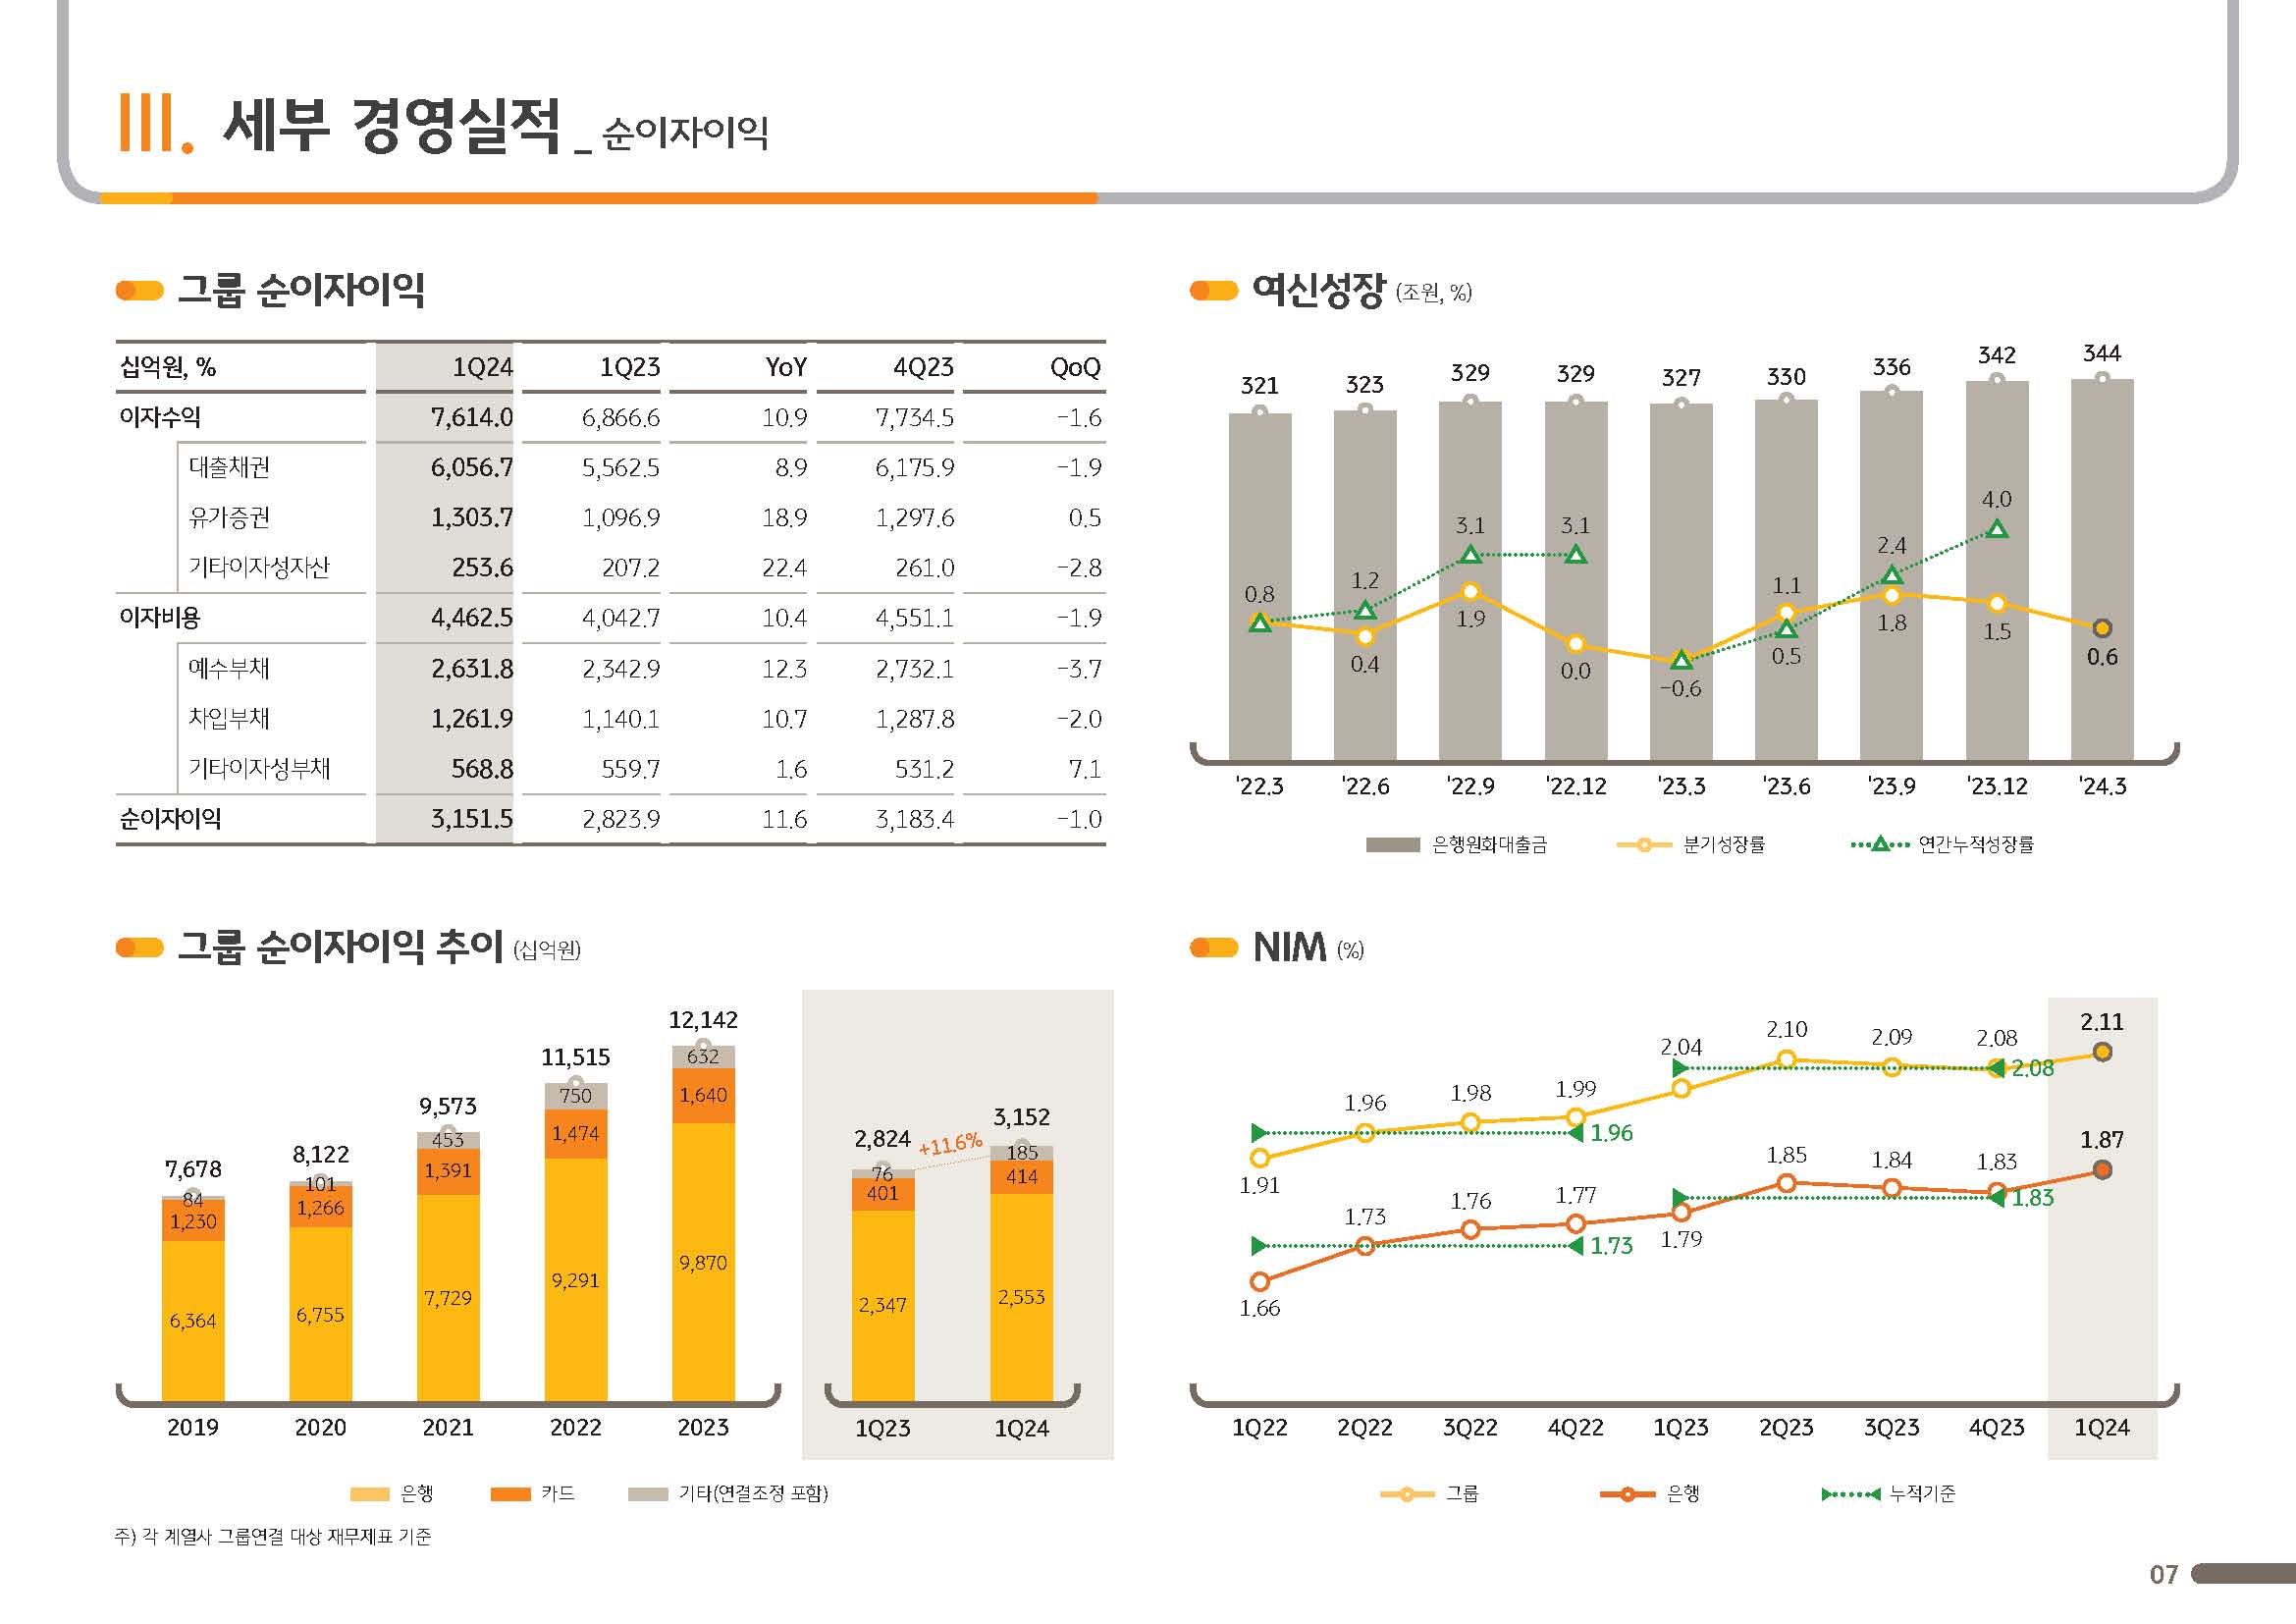 III. 세부 경영실적 _ 순이자이익
그룹 순이자이익
십억원, % 1Q24 1Q23 YoY 4Q23 QoQ
이자수익 7,614.0 6,866.6 10.9 7,734.5 -1.6
대출채권 6,056.7 5,562.5 8.9 6,175.9 -1.9
유가증권 1,303.7 1,096.9 18.9 1,297.6 0.5
기타이자성자산 253.6 207.2 22.4 261.0 -2.8
이자비용 4,462.5 4,042.7 10.4 4,551.1 -1.9
예수부채 2,631.8 2,342.9 12.3 2,732.1 -3.7
차입부채 1,261.9 1,140.1 10.7 1,287.8 -2.0
기타이자성부채 568.8 559.7 1.6 531.2 7.1
순이자이익 3,151.5 2,823.9 11.6 3,183.4 -1.0
여신성장 (조원, %)
321 323 329 329 327 330 336 342 344
0.8 1.2 3.1 3.1 1.1 2.4 4.0
0.4 1.9 0.0 -0.6 0.5 1.8 1.5 0.6
'22.3 '22.6 '22.9 '22.12 '23.3 '23.6 '23.9 '23.12 '24.3
은행원화대출금 분기성장률 연간누적성장률
그룹 순이자이익 추이 (십억원)
7,678 8,122 9,573 11,515 12,142 2,824 +11.6% 3,152
84 101 453 750 632 76 185
1,230 1,266 1,391 1,474 1,640 401 414
6,364 6,755 7,729 9,291 9,870 2,347 2,553
2019 2020 2021 2022 2023 1Q23 1Q24
은행 카드 기타(연결조정 포함)
주) 각 계열사 그룹연결 대상 재무제표 기준
NIM (%)
1.91 1.96 1.98 1.99 2.04 2.10 2.09 2.08 2.11
1.96 2.08
1.66 1.73 1.76 1.77 1.79 1.85 1.84 1.83 1.87
1.73 1.83
1Q22 2Q22 3Q22 4Q22 1Q23 2Q23 3Q23 4Q23 1Q24
그룹 은행 누적기준
07